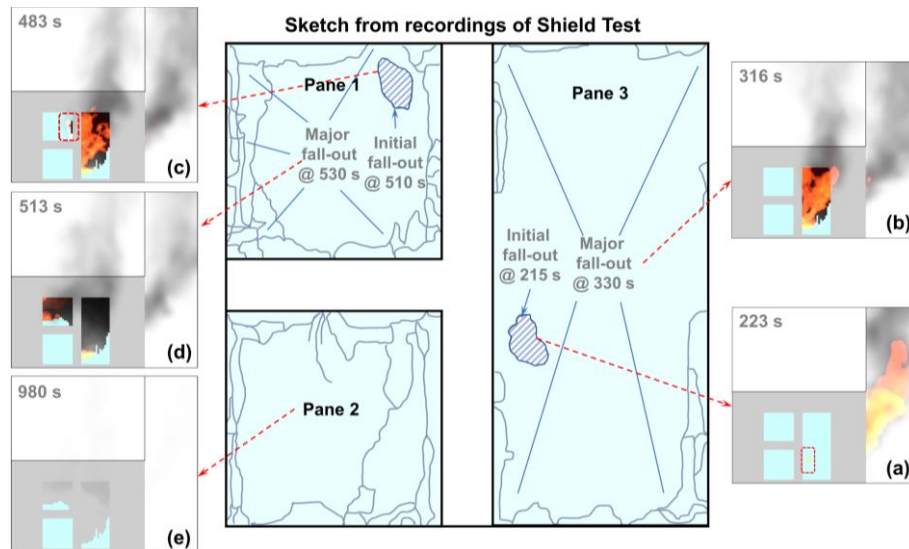 Sketch from recordings of Shield Test
483 s
(c)
513 s
(d)
980 s
(e)
Pane 1
Major
fall-out
@ 530 s
Initial
fall-out
@ 510 s
Pane 2
Pane 3
Initial
fall-out
@ 215 s
Major
fall-out
@ 330 s
316 s
(b)
223 s
(a)